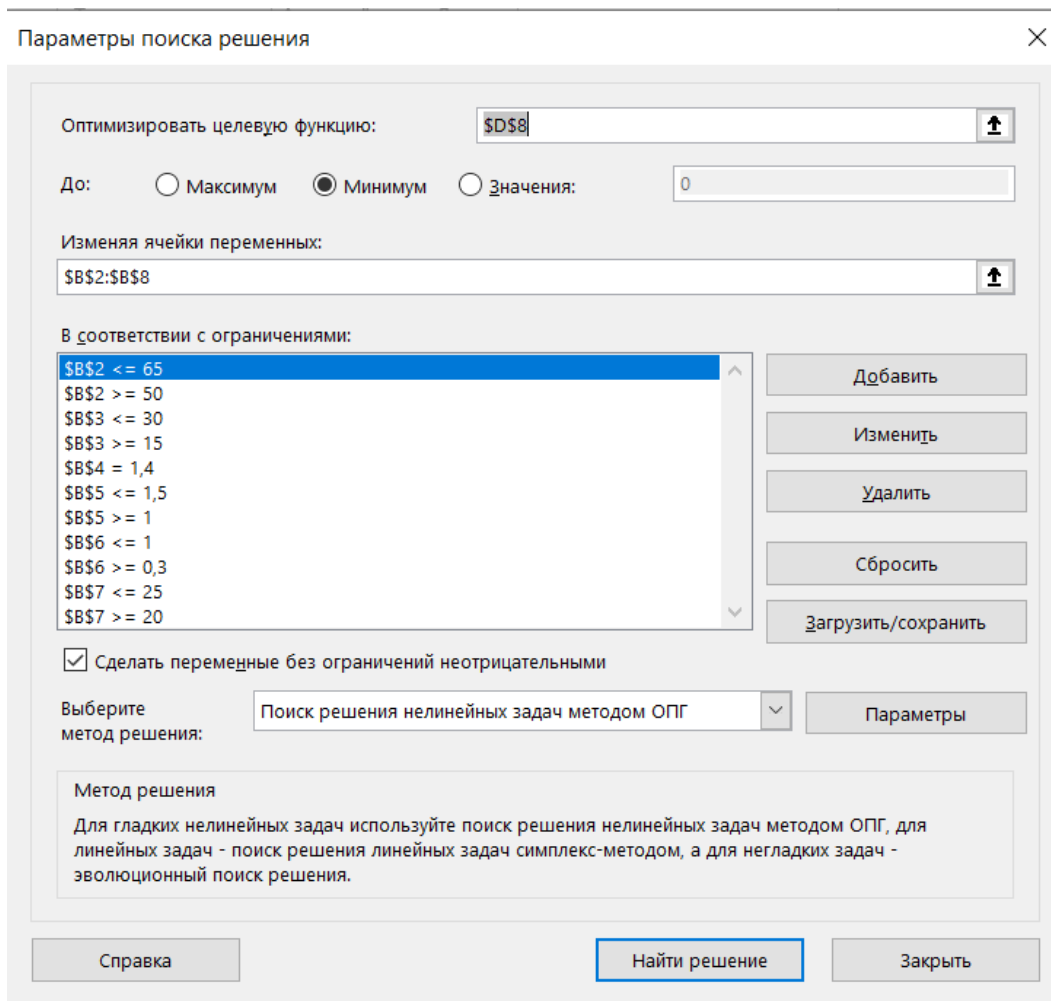 Параметры поиска решения
Оптимизировать целевую функцию: $D$8
До: Максимум Минимум Значения: 0
Изменяя ячейки переменных:
$B$2:$B$8
В соответствии с ограничениями:
$B$2 <= 65
$B$2 >= 50
$B$3 <= 30
$B$3 >= 15
$B$4 = 1,4
$B$5 <= 1,5
$B$5 >= 1
$B$6 <= 1
$B$6 >= 0,3
$B$7 <= 25
$B$7 >= 20
Добавить
Изменить
Удалить
Сбросить
Загрузить/сохранить
Сделать переменные без ограничений неотрицательными
Выберите
метод решения:
Поиск решения нелинейных задач методом ОПГ
Параметры
Метод решения
Для гладких нелинейных задач используйте поиск решения нелинейных задач методом ОПГ, для
линейных задач - поиск решения линейных задач симплекс-методом, а для негладких задач -
эволюционный поиск решения.
Справка
Найти решение
Закрыть